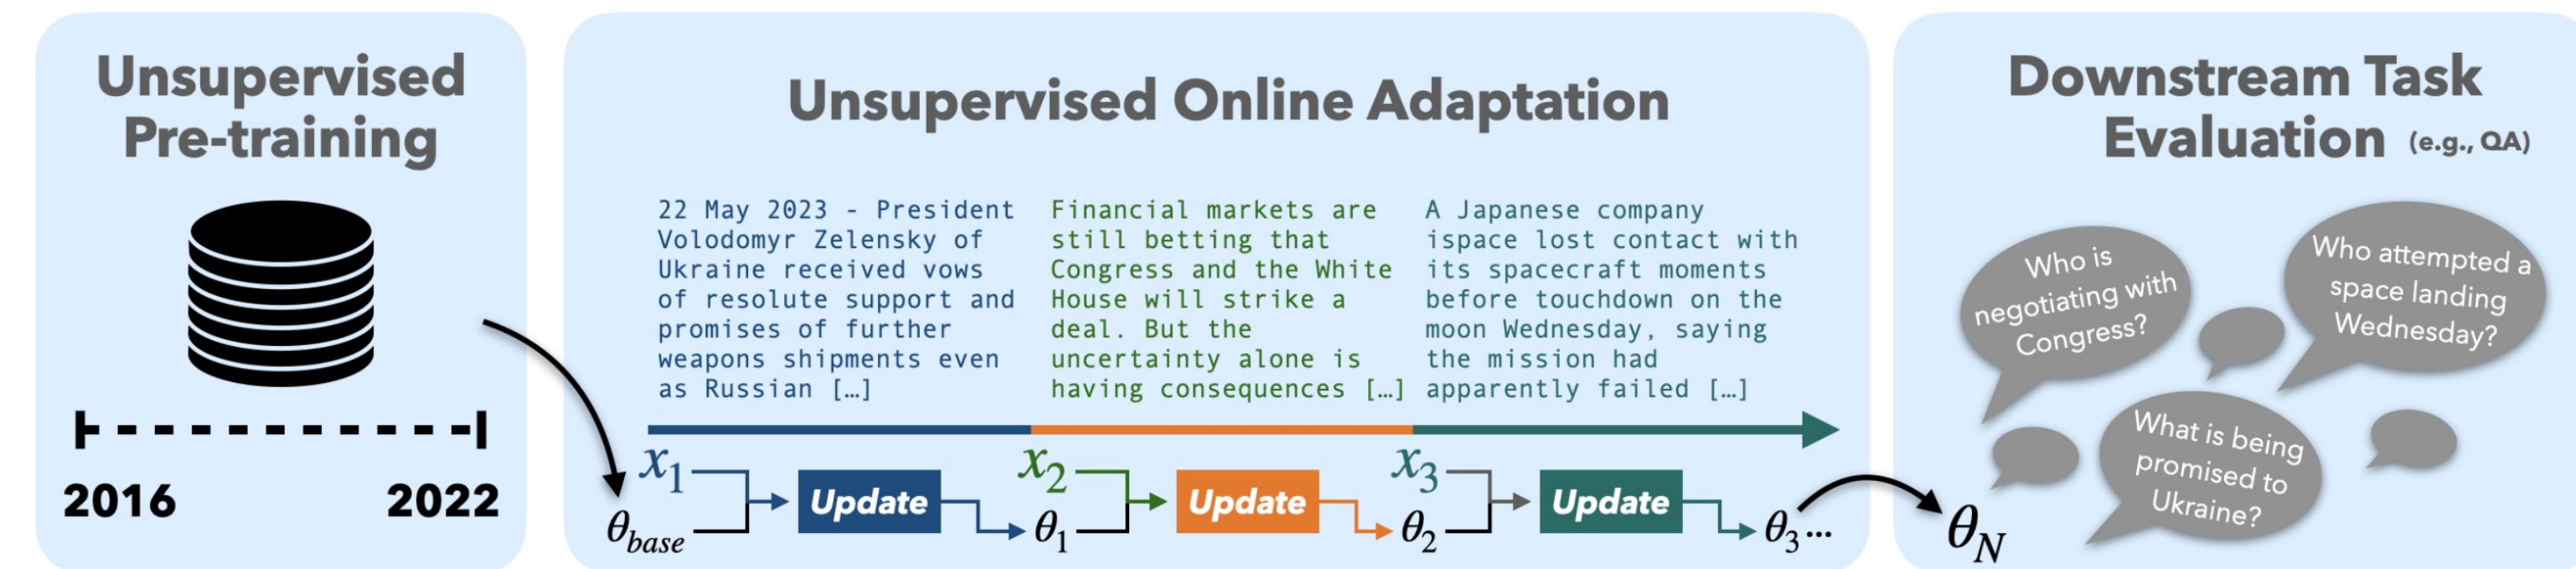 Unsupervised
Pre-training
2016
2022
Unsupervised Online Adaptation
22 May 2023 - President
Volodomyr Zelensky of
Ukraine received vows
of resolute support and
promises of further
weapons shipments even
as Russian […]
Financial markets are
still betting that
Congress and the White
House will strike a
deal. But the
uncertainty alone is
having consequences […]
A Japanese company
ispace lost contact with
its spacecraft moments
before touchdown on the
moon Wednesday, saying
the mission had
apparently failed […]
x₁
θ_base
Update
x₂
θ₁
Update
x₃
θ₂
Update
θ₃...
Downstream Task
Evaluation (e.g., QA)
Who is
negotiating with
Congress?
Who attempted a
space landing
Wednesday?
What is being
promised to
Ukraine?
θ_N